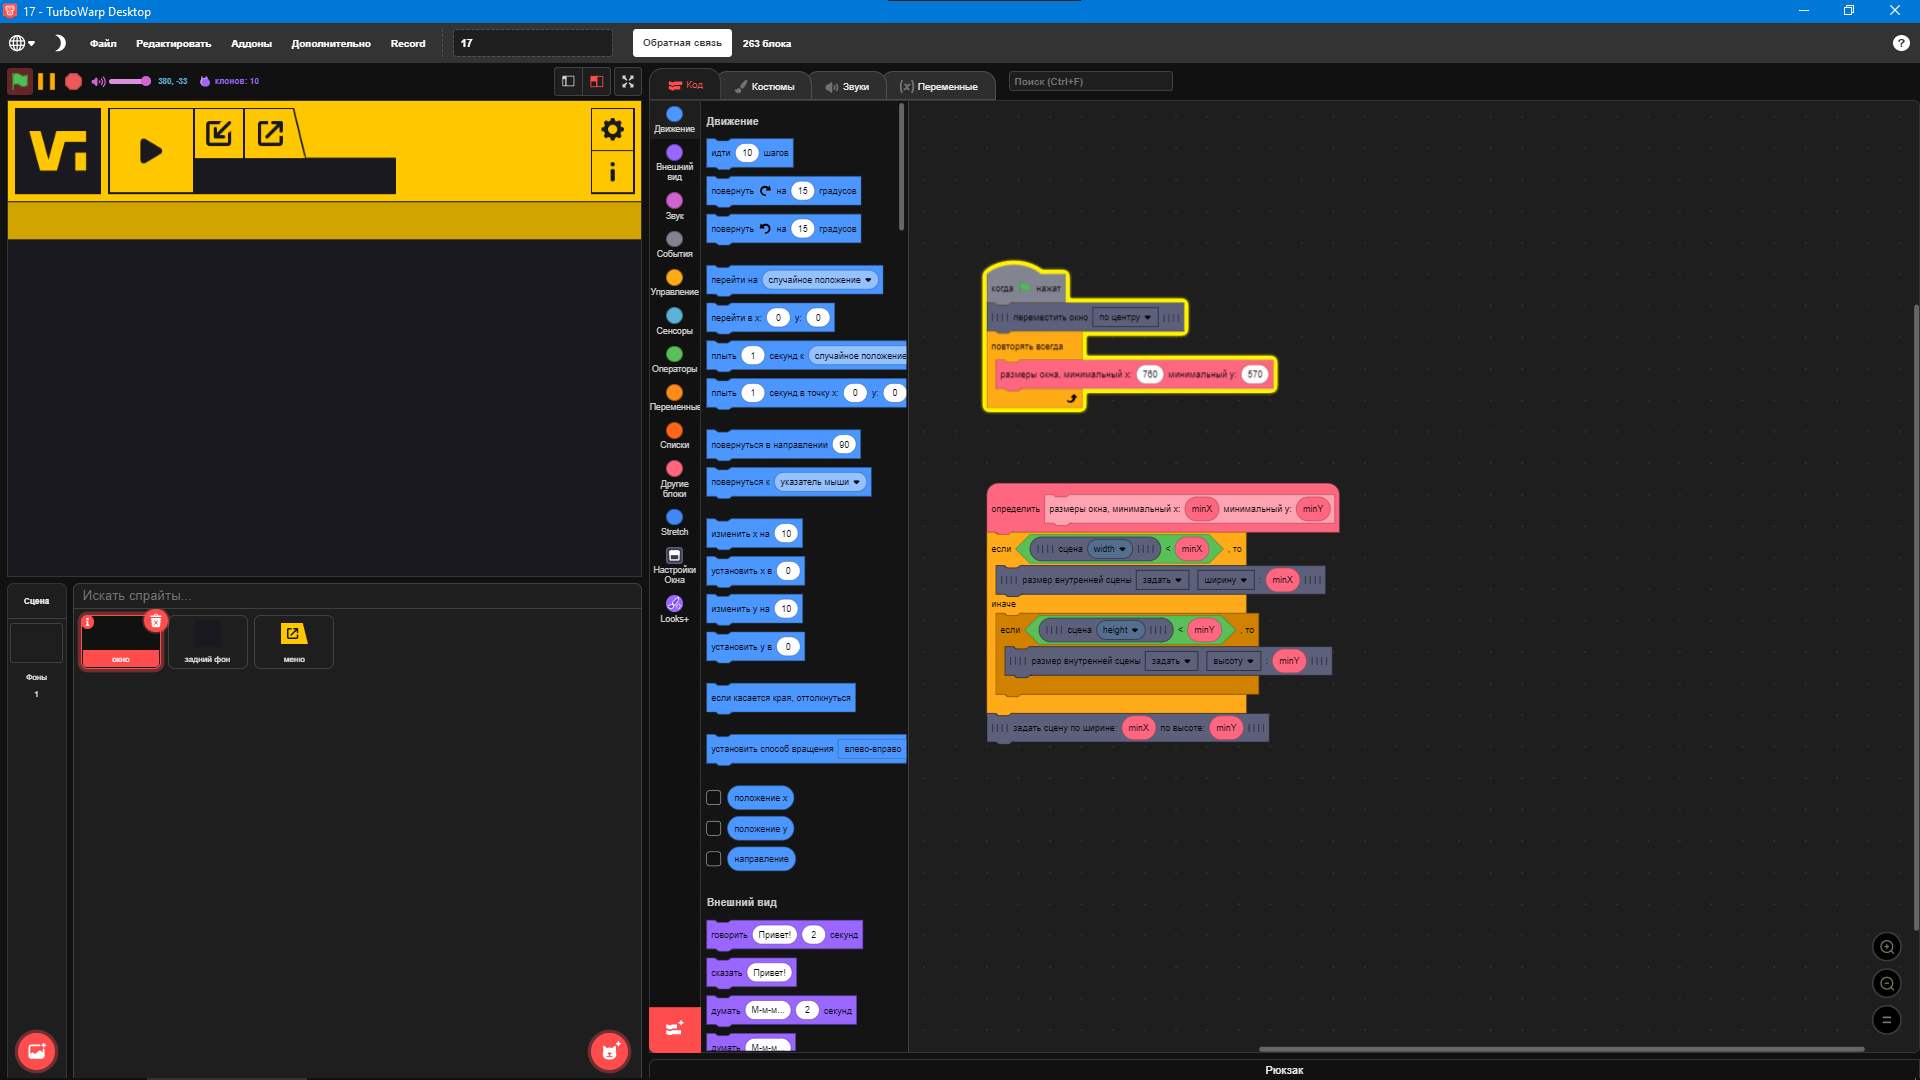 17 - TurboWarp Desktop
Файл Редактировать Аддоны Дополнительно Record 17 Обратная связь 263 блока ?
380, -33 клонов: 10
Vi
i
Искать спрайты...
Сцена
Фоны
1
окно
задний фон
меню
Код Костюмы Звуки Переменные Поиск (Ctrl+F)
Движение
Внешний вид
Звук
События
Управление
Сенсоры
Операторы
Переменные
Списки
Другие блоки
Stretch
Настройки Окна
Looks+
Движение
идти 10 шагов
повернуть на 15 градусов
повернуть на 15 градусов
перейти на случайное положение
перейти в x: 0 y: 0
плыть 1 секунд к случайное положение
плыть 1 секунд в точку x: 0 y: 0
повернуться в направлении 90
повернуться к указатель мыши
изменить x на 10
установить x в 0
изменить y на 10
установить y в 0
если касается края, оттолкнуться
установить способ вращения влево-вправо
положение x
положение y
направление
Внешний вид
говорить Привет! 2 секунд
сказать Привет!
думать М-м-м... 2 секунд
думать М-м-м...
когда нажат
|||| переместить окно по центру ||||
повторять всегда
размеры окна, минимальный x: 760 минимальный y: 570
определить размеры окна, минимальный x: minX минимальный y: minY
если |||| сцена width |||| < minX , то
|||| размер внутренней сцены задать ширину : minX ||||
иначе
если |||| сцена height |||| < minY , то
|||| размер внутренней сцены задать высоту : minY ||||
|||| задать сцену по ширине: minX по высоте: minY ||||
Рюкзак